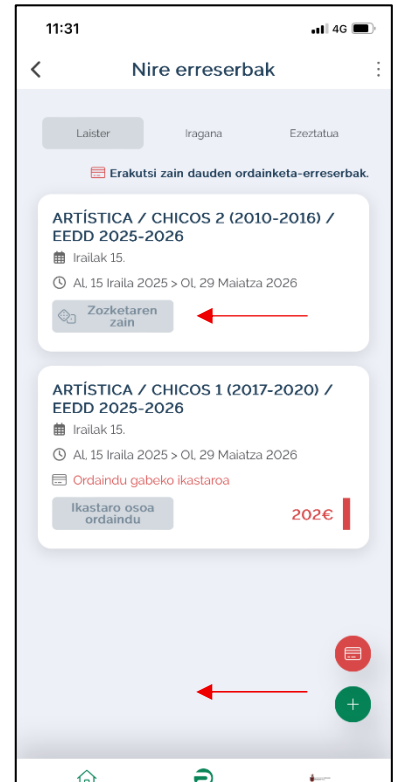 11:31
4G
Nire erreserbak
Laister Iragana Ezeztatua
Erakutsi zain dauden ordainketa-erreserbak.
ARTÍSTICA / CHICOS 2 (2010-2016) /
EEDD 2025-2026
Irailak 15.
Al, 15 Iraila 2025 > Ol, 29 Maiatza 2026
Zozketaren
zain
ARTÍSTICA / CHICOS 1 (2017-2020) /
EEDD 2025-2026
Irailak 15.
Al, 15 Iraila 2025 > Ol, 29 Maiatza 2026
Ordaindu gabeko ikastaroa
Ikastaro osoa
ordaindu
202€